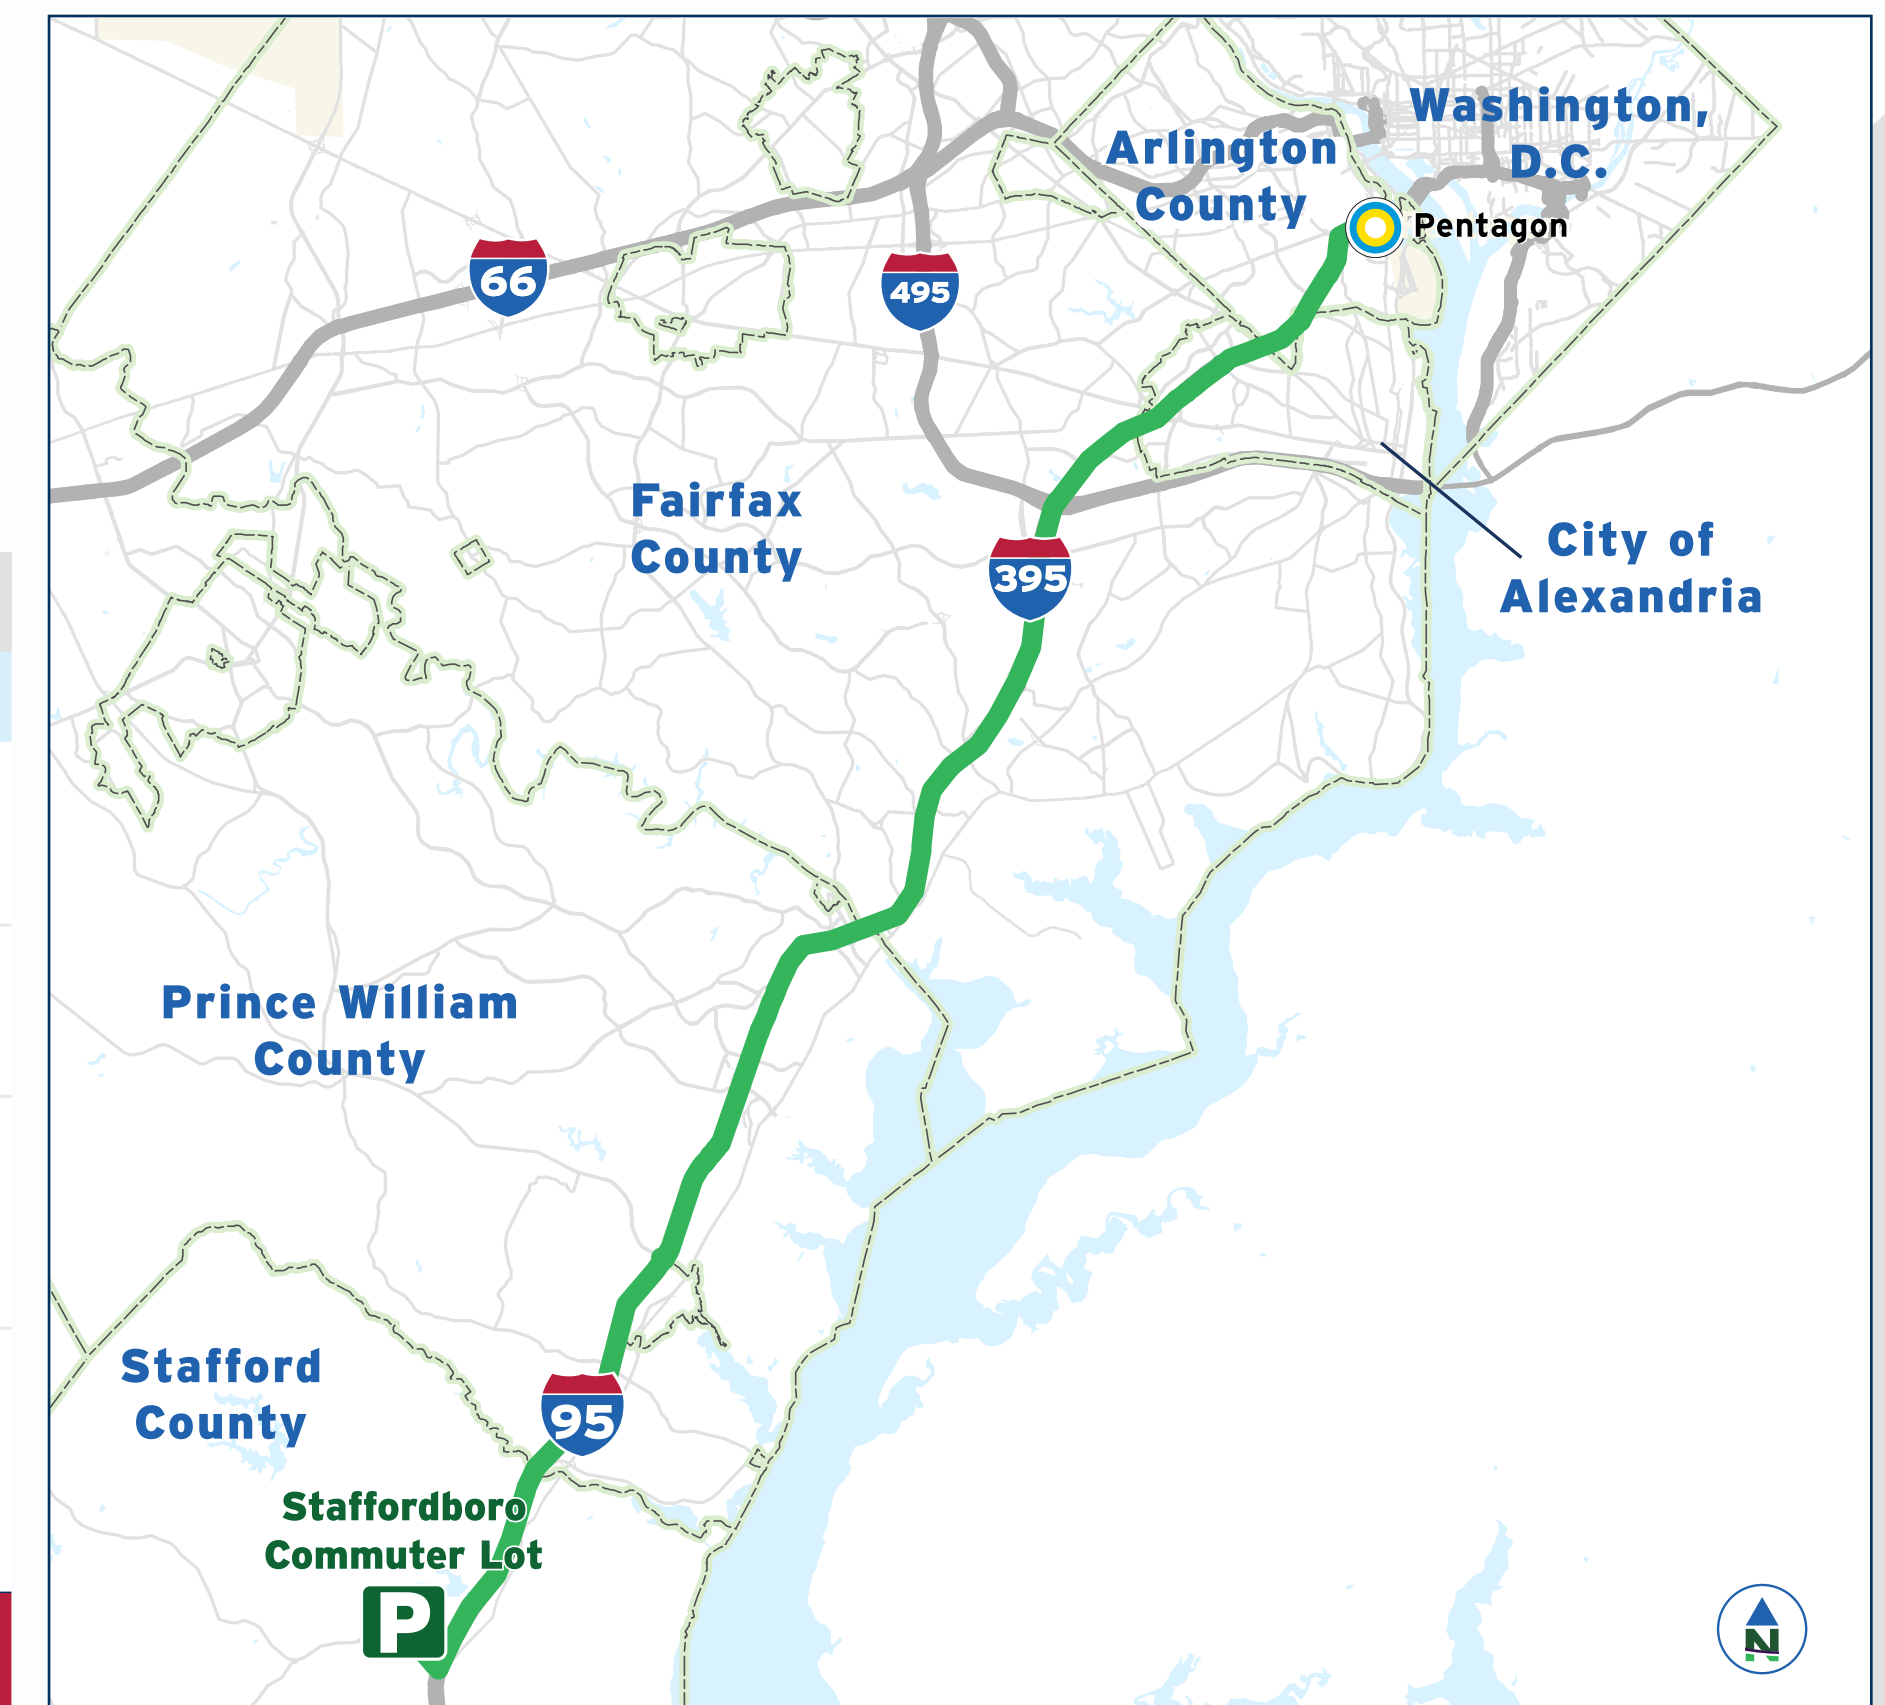 Washington,
D.C.
Arlington
County
Pentagon
66
495
Fairfax
County
395
City of
Alexandria
Prince William
County
Stafford
County
95
Staffordboro
Commuter Lot
P
N